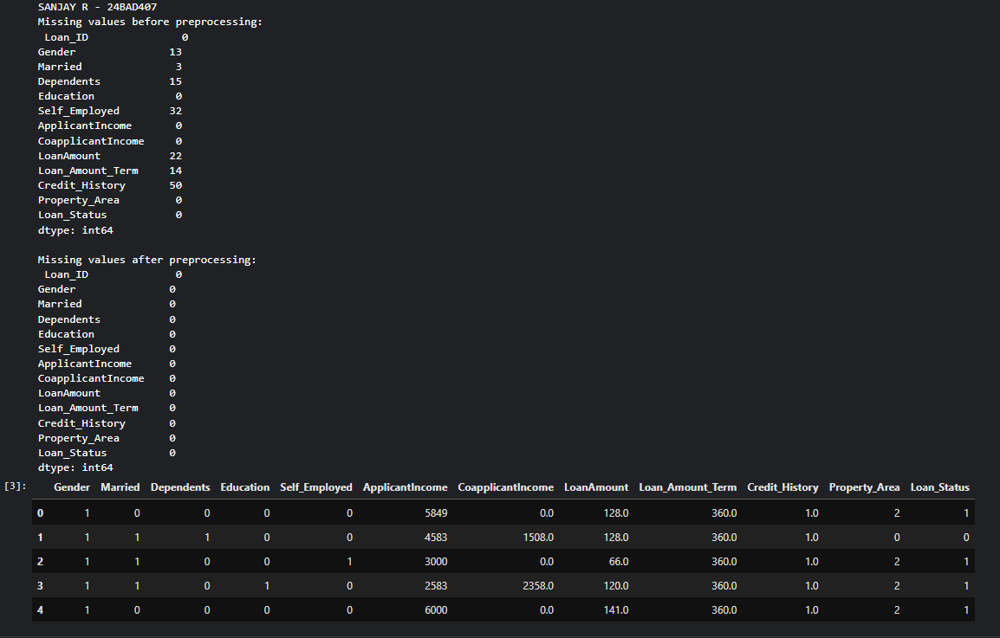 SANJAY R - 24BAD407
Missing values before preprocessing:
 Loan_ID               0
Gender               13
Married               3
Dependents           15
Education             0
Self_Employed        32
ApplicantIncome       0
CoapplicantIncome     0
LoanAmount           22
Loan_Amount_Term     14
Credit_History       50
Property_Area         0
Loan_Status           0
dtype: int64

Missing values after preprocessing:
 Loan_ID              0
Gender               0
Married              0
Dependents           0
Education            0
Self_Employed        0
ApplicantIncome      0
CoapplicantIncome    0
LoanAmount           0
Loan_Amount_Term     0
Credit_History       0
Property_Area        0
Loan_Status          0
dtype: int64
[3]: Gender Married Dependents Education Self_Employed ApplicantIncome CoapplicantIncome LoanAmount Loan_Amount_Term Credit_History Property_Area Loan_Status
0 1 0 0 0 0 5849 0.0 128.0 360.0 1.0 2 1
1 1 1 1 0 0 4583 1508.0 128.0 360.0 1.0 0 0
2 1 1 0 0 1 3000 0.0 66.0 360.0 1.0 2 1
3 1 1 0 1 0 2583 2358.0 120.0 360.0 1.0 2 1
4 1 0 0 0 0 6000 0.0 141.0 360.0 1.0 2 1